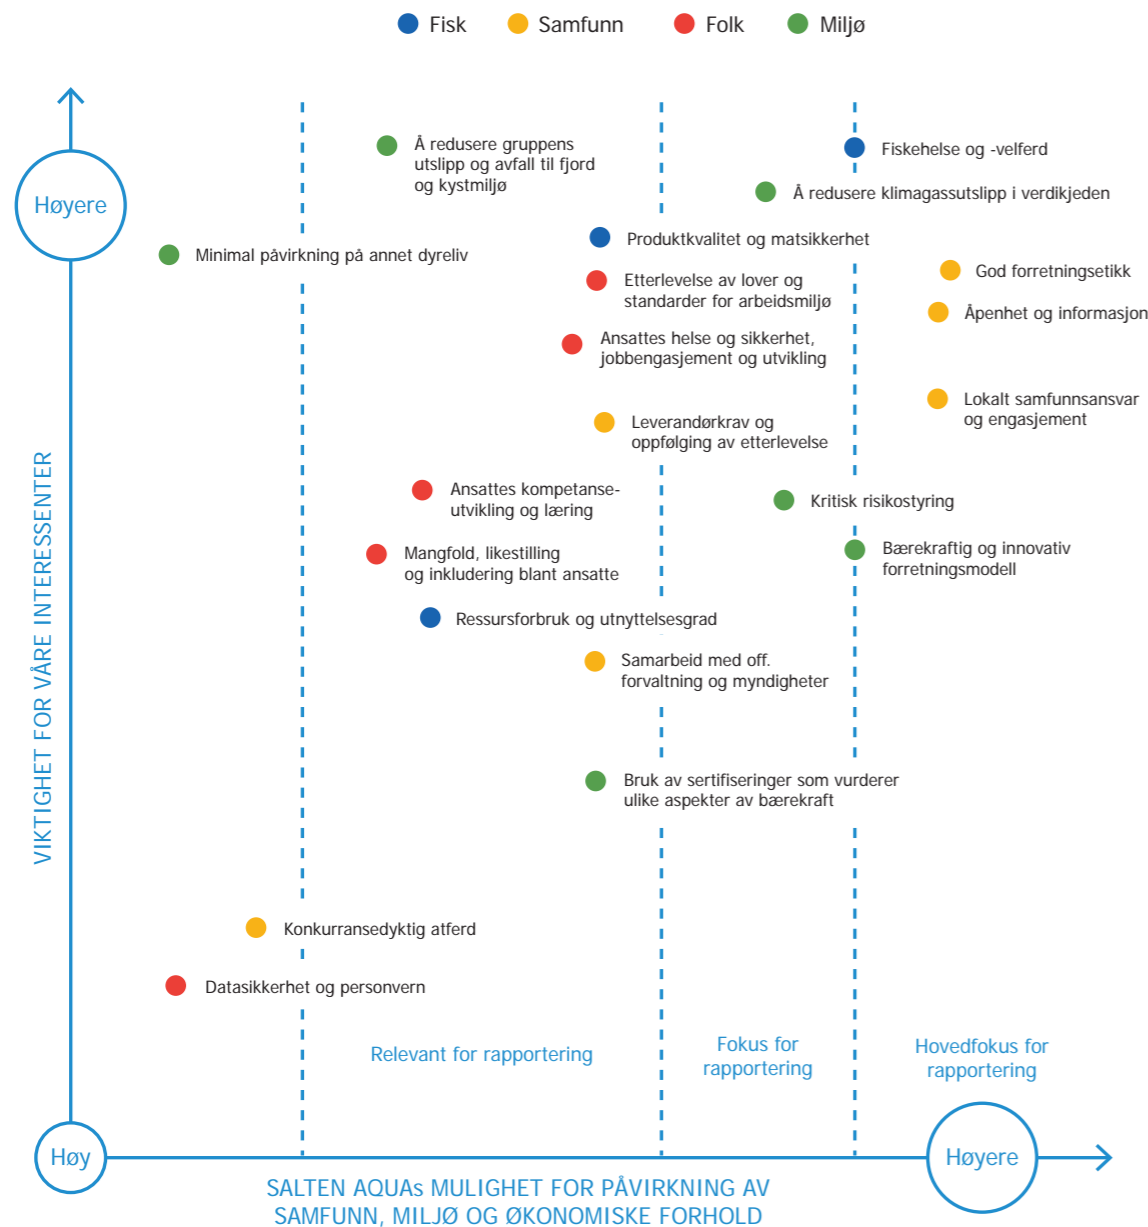 Fisk
Samfunn
Folk
Miljø
Høyere
Å redusere gruppens
utslipp og avfall til fjord
og kystmiljø
Fiskehelse og -velferd
Å redusere klimagassutslipp i verdikjeden
Minimal påvirkning på annet dyreliv
Produktkvalitet og matsikkerhet
Etterlevelse av lover og
standarder for arbeidsmiljø
God forretningsetikk
Åpenhet og informasjon
Ansattes helse og sikkerhet,
jobbengasjement og utvikling
Lokalt samfunnsansvar
og engasjement
Leverandørkrav og
oppfølging av etterlevelse
Ansattes kompetanse-
utvikling og læring
Kritisk risikostyring
Mangfold, likestilling
og inkludering blant ansatte
Bærekraftig og innovativ
forretningsmodell
Ressursforbruk og utnyttelsesgrad
Samarbeid med off.
forvaltning og myndigheter
Bruk av sertifiseringer som vurderer
ulike aspekter av bærekraft
Konkurransedyktig atferd
Datasikkerhet og personvern
VIKTIGHET FOR VÅRE INTERESSENTER
Relevant for rapportering
Fokus for
rapportering
Hovedfokus for
rapportering
Høy
Høyere
SALTEN AQUAs MULIGHET FOR PÅVIRKNING AV
SAMFUNN, MILJØ OG ØKONOMISKE FORHOLD